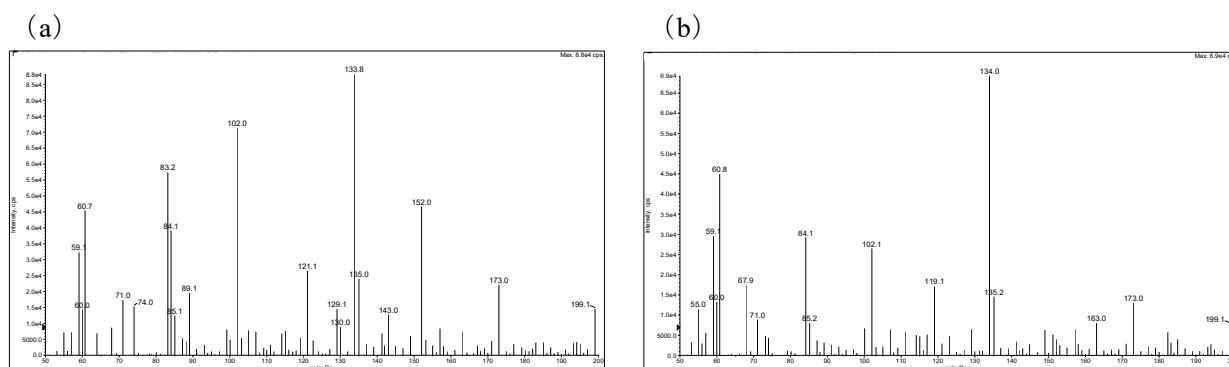 (a)
(b)
Max. 8.8e4 cps.
8.8e4
8.5e4
8.0e4
7.5e4
7.0e4
6.5e4
6.0e4
5.5e4
5.0e4
4.5e4
4.0e4
3.5e4
3.0e4
2.5e4
2.0e4
1.5e4
1.0e4
5000.0
0.0
Intensity, cps
133.8
102.0
83.2
152.0
60.7
84.1
59.1
121.1
135.0
173.0
89.1
71.0
74.0
60.0
129.1
199.1
85.1
143.0
130.0
50 60 70 80 90 100 110 120 130 140 150 160 170 180 190 200
Max. 6.9e4 c
6.9e4
6.5e4
6.0e4
5.5e4
5.0e4
4.5e4
4.0e4
3.5e4
3.0e4
2.5e4
2.0e4
1.5e4
1.0e4
5000.0
0.0
Intensity, cps
134.0
60.8
59.1
84.1
102.1
67.9
119.1
55.0
60.0
135.2
173.0
71.0
85.2
163.0
199.1
50 60 70 80 90 100 110 120 130 140 150 160 170 180 190